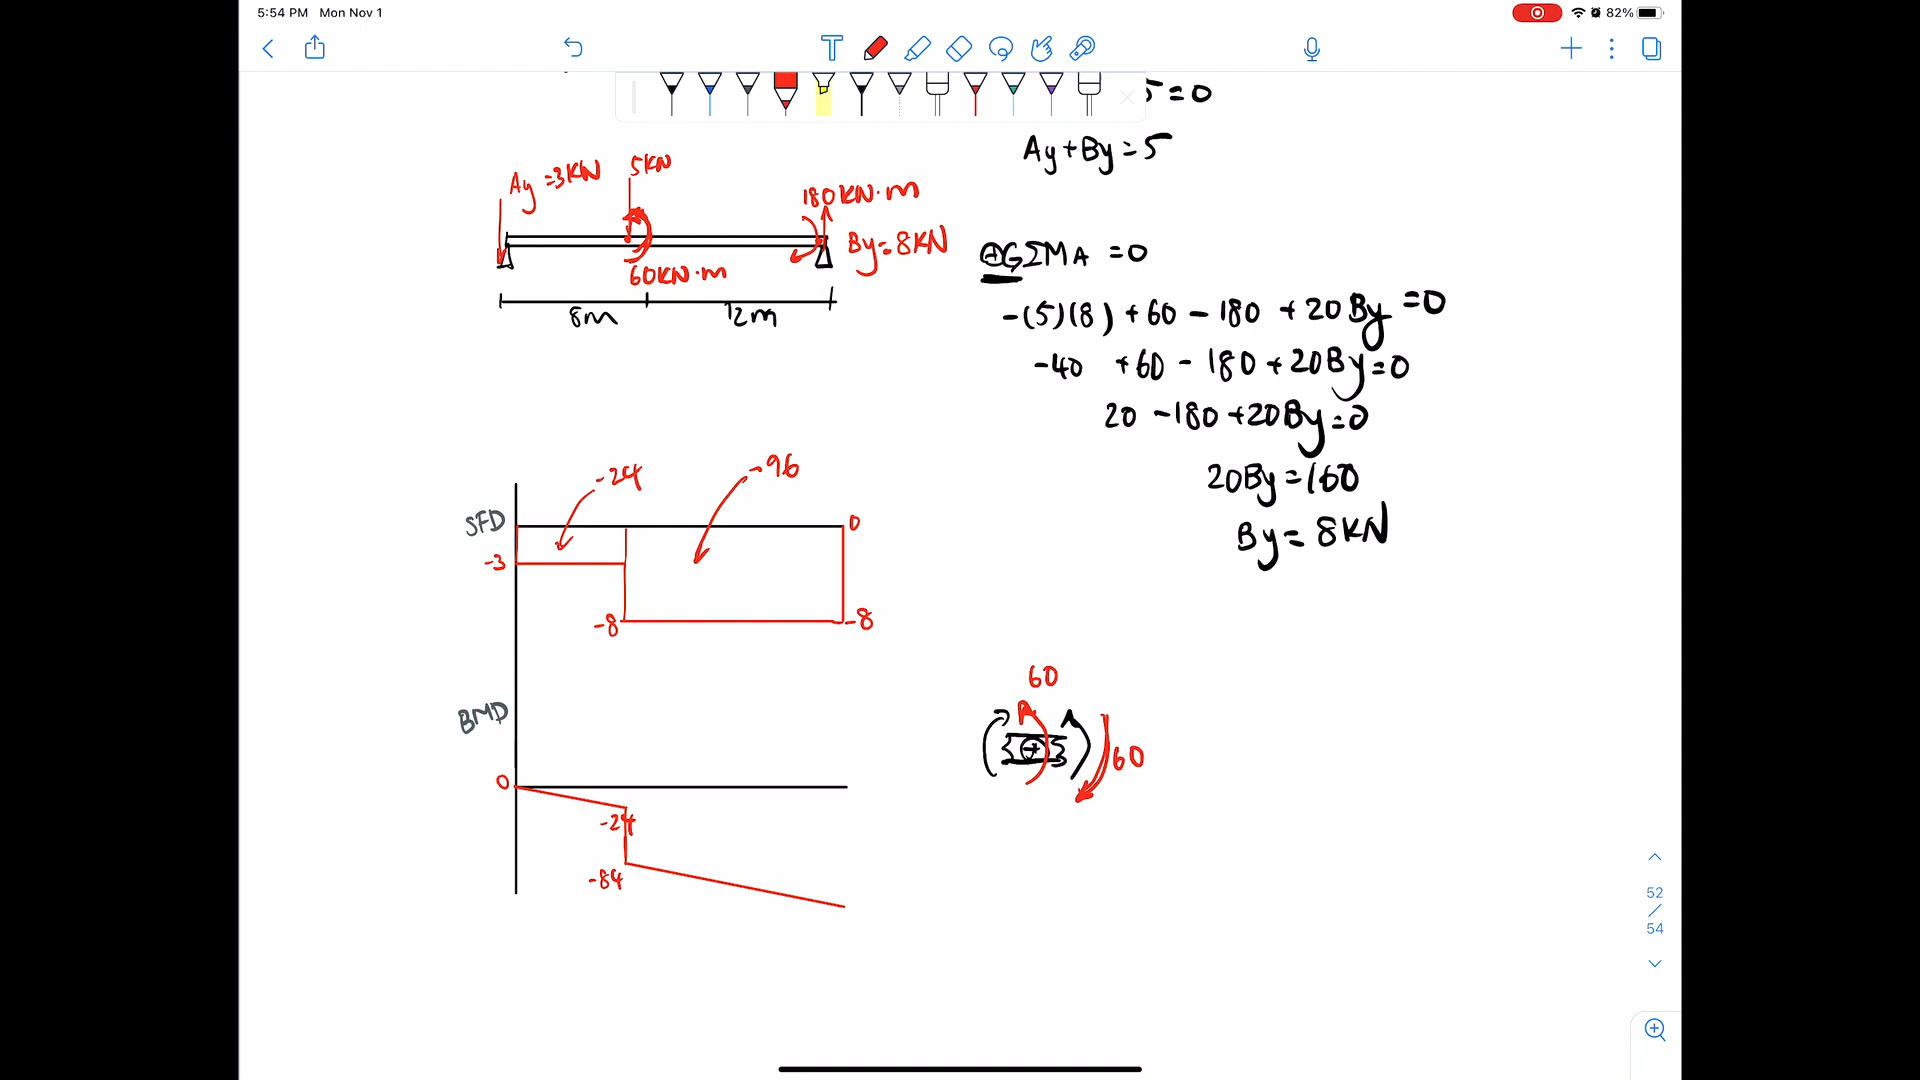 5:54 PM Mon Nov 1
82%
5=0
Ay+By=5
Ay=3KN
5KN
180KN·m
By=8KN
60KN·m
8m
12m
+ΣMA=0
-(5)(8)+60-180+20By=0
-40+60-180+20By=0
20-180+20By=0
20By=160
By=8KN
-24
-96
SFD
0
-3
-8
-8
BMD
0
-24
-84
60
+
60
52
/
54